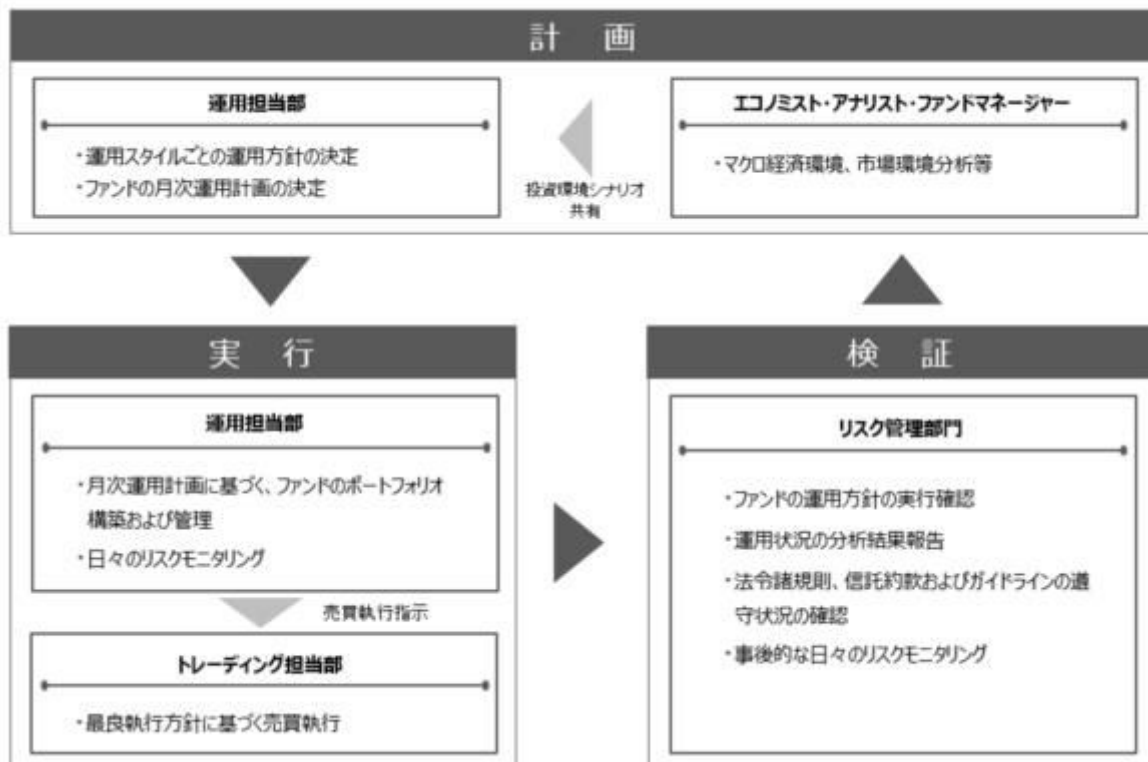 計 画
運用担当部
・運用スタイルごとの運用方針の決定
・ファンドの月次運用計画の決定
投資環境シナリオ
共有
エコノミスト・アナリスト・ファンドマネージャー
・マクロ経済環境、市場環境分析等
実 行
運用担当部
・月次運用計画に基づく、ファンドのポートフォリオ
構築および管理
・日々のリスクモニタリング
売買執行指示
トレーディング担当部
・最良執行方針に基づく売買執行
検 証
リスク管理部門
・ファンドの運用方針の実行確認
・運用状況の分析結果報告
・法令諸規則、信託約款およびガイドラインの遵
守状況の確認
・事後的な日々のリスクモニタリング